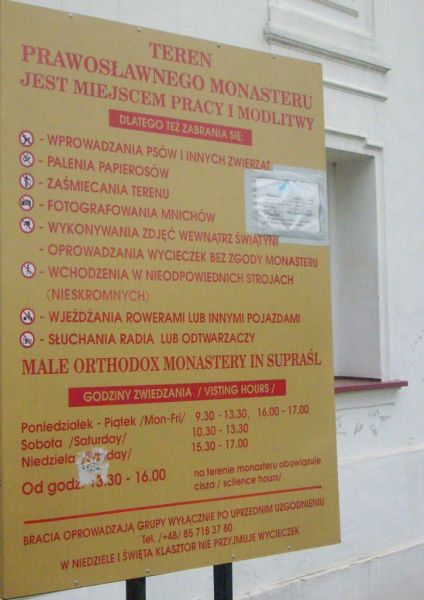 TEREN
PRAWOSŁAWNEGO MONASTERU
JEST MIEJSCEM PRACY I MODLITWY
DLATEGO TEŻ ZABRANIA SIĘ:
- WPROWADZANIA PSÓW I INNYCH ZWIERZĄT
- PALENIA PAPIEROSÓW
- ZAŚMIECANIA TERENU
- FOTOGRAFOWANIA MNICHÓW
- WYKONYWANIA ZDJĘĆ WEWNĄTRZ ŚWIĄTYNI
- OPROWADZANIA WYCIECZEK BEZ ZGODY MONASTERU
- WCHODZENIA W NIEODPOWIEDNICH STROJACH
(NIESKROMNYCH)
- WJEŻDŻANIA ROWERAMI LUB INNYMI POJAZDAMI
- SŁUCHANIA RADIA LUB ODTWARZACZY
MALE ORTHODOX MONASTERY IN SUPRAŚL
GODZINY ZWIEDZANIA / VISTING HOURS /
Poniedziałek - Piątek /Mon-Fri/ 9.30 - 13.30, 16.00 - 17.00
Sobota /Saturday/ 10.30 - 13.30
Niedziela /Sunday/ 15.30 - 17.00
Od godz. 13.30 - 16.00
na terenie monasteru obowiązuje
cisza / scilence hours/
BRACIA OPROWADZAJĄ GRUPY WYŁĄCZNIE PO UPRZEDNIM UZGODNIENIU
Tel. /+48/ 85 718 37 80
W NIEDZIELE I ŚWIĘTA KLASZTOR NIE PRZYJMUJE WYCIECZEK